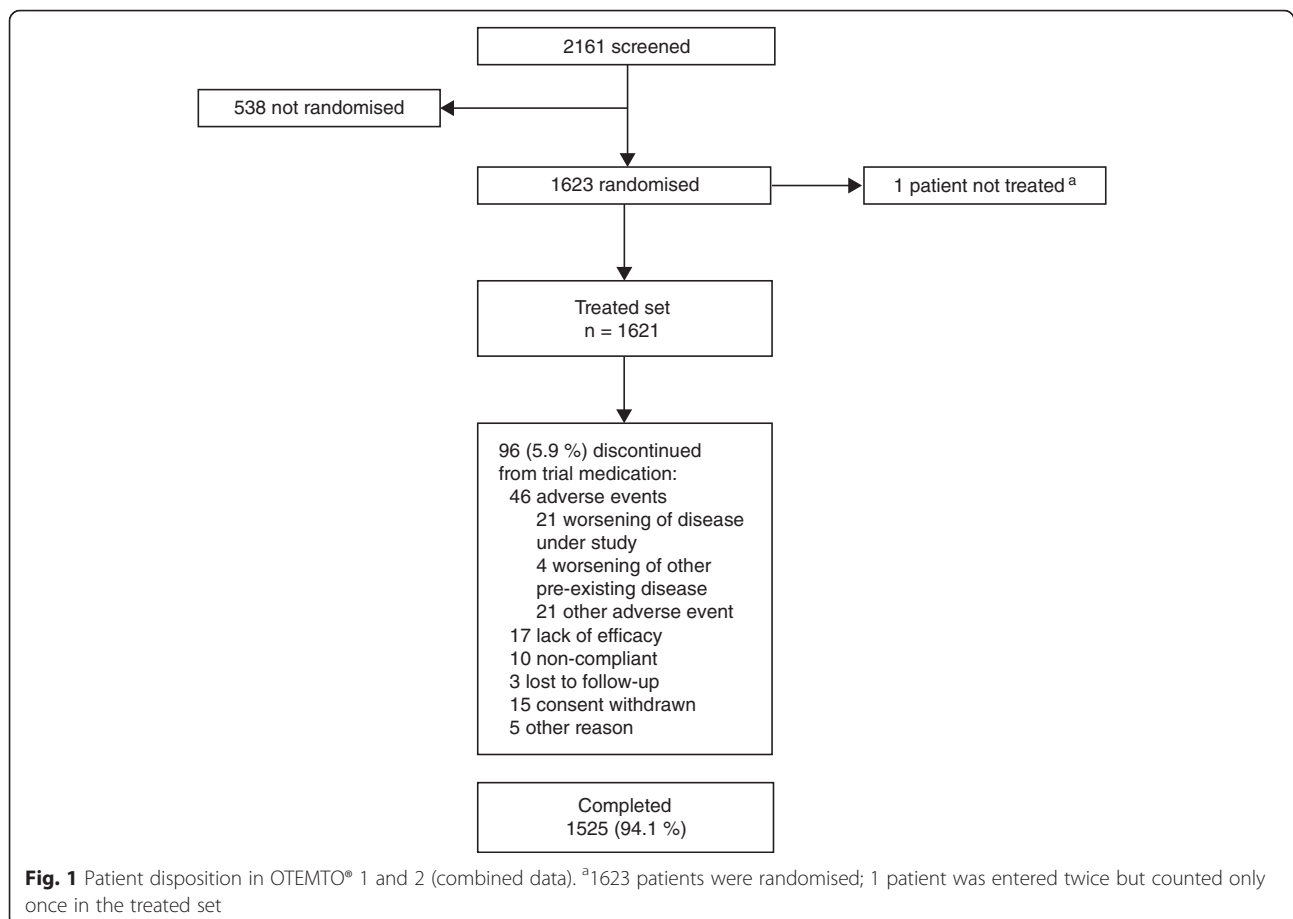 2161 screened
538 not randomised
1623 randomised
1 patient not treated a
Treated set
n = 1621
96 (5.9 %) discontinued
from trial medication:
46 adverse events
21 worsening of disease
under study
4 worsening of other
pre-existing disease
21 other adverse event
17 lack of efficacy
10 non-compliant
3 lost to follow-up
15 consent withdrawn
5 other reason
Completed
1525 (94.1 %)
Fig. 1 Patient disposition in OTEMTO® 1 and 2 (combined data). a1623 patients were randomised; 1 patient was entered twice but counted only
once in the treated set